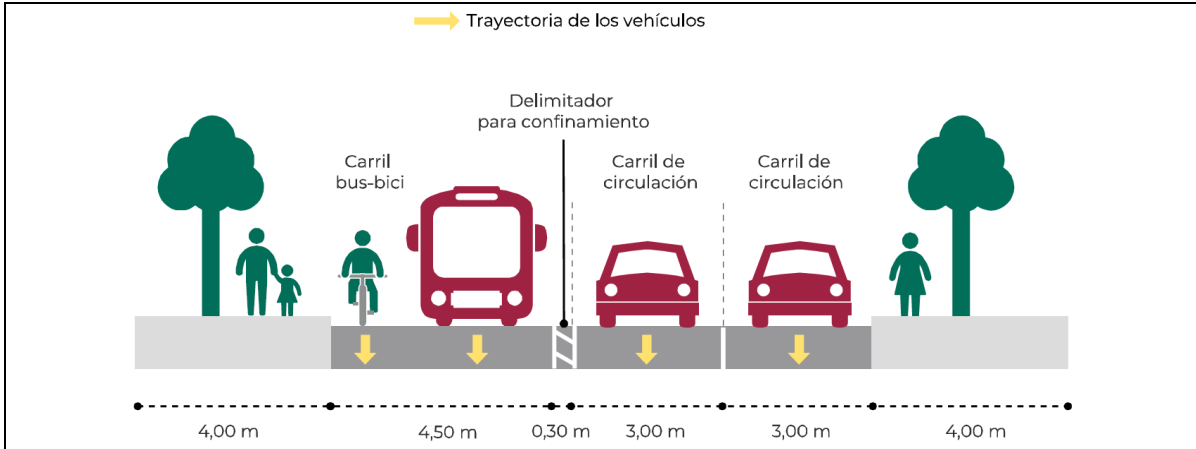 Trayectoria de los vehículos
Delimitador
para confinamiento
Carril
bus-bici
Carril de
circulación
Carril de
circulación
4,00 m
4,50 m
0,30 m
3,00 m
3,00 m
4,00 m